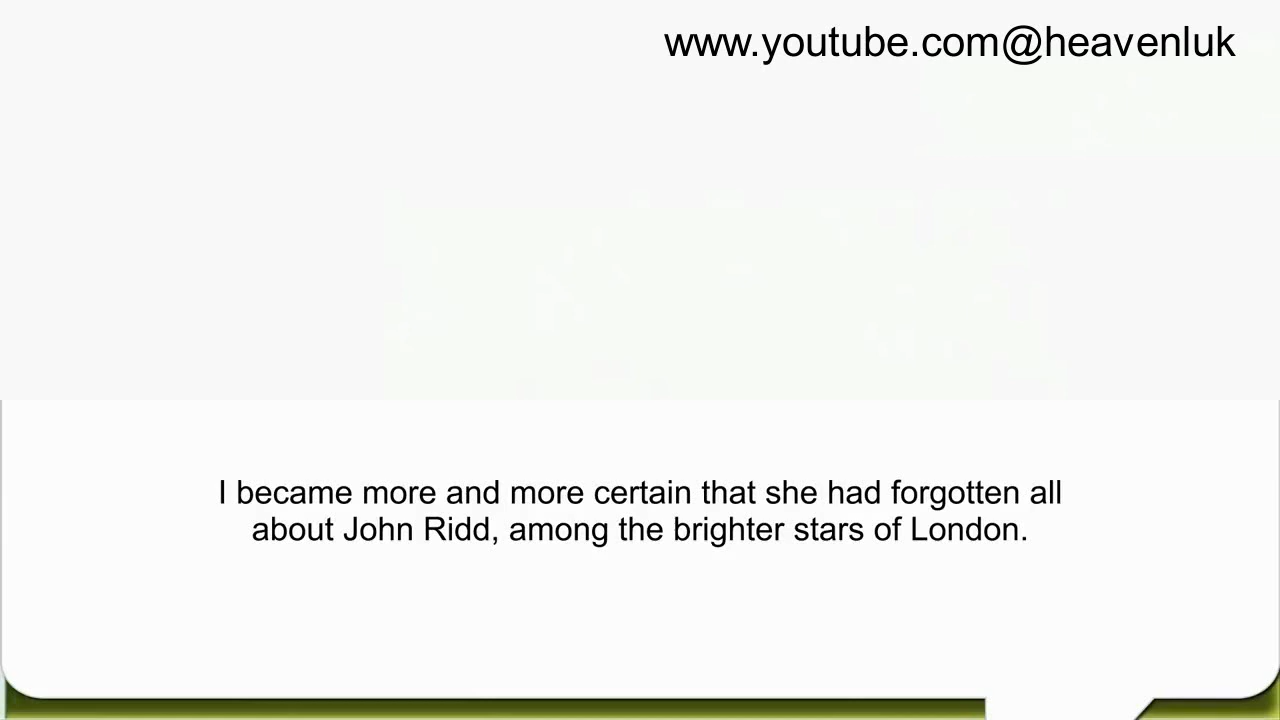 www.youtube.com@heavenluk
I became more and more certain that she had forgotten all
about John Ridd, among the brighter stars of London.